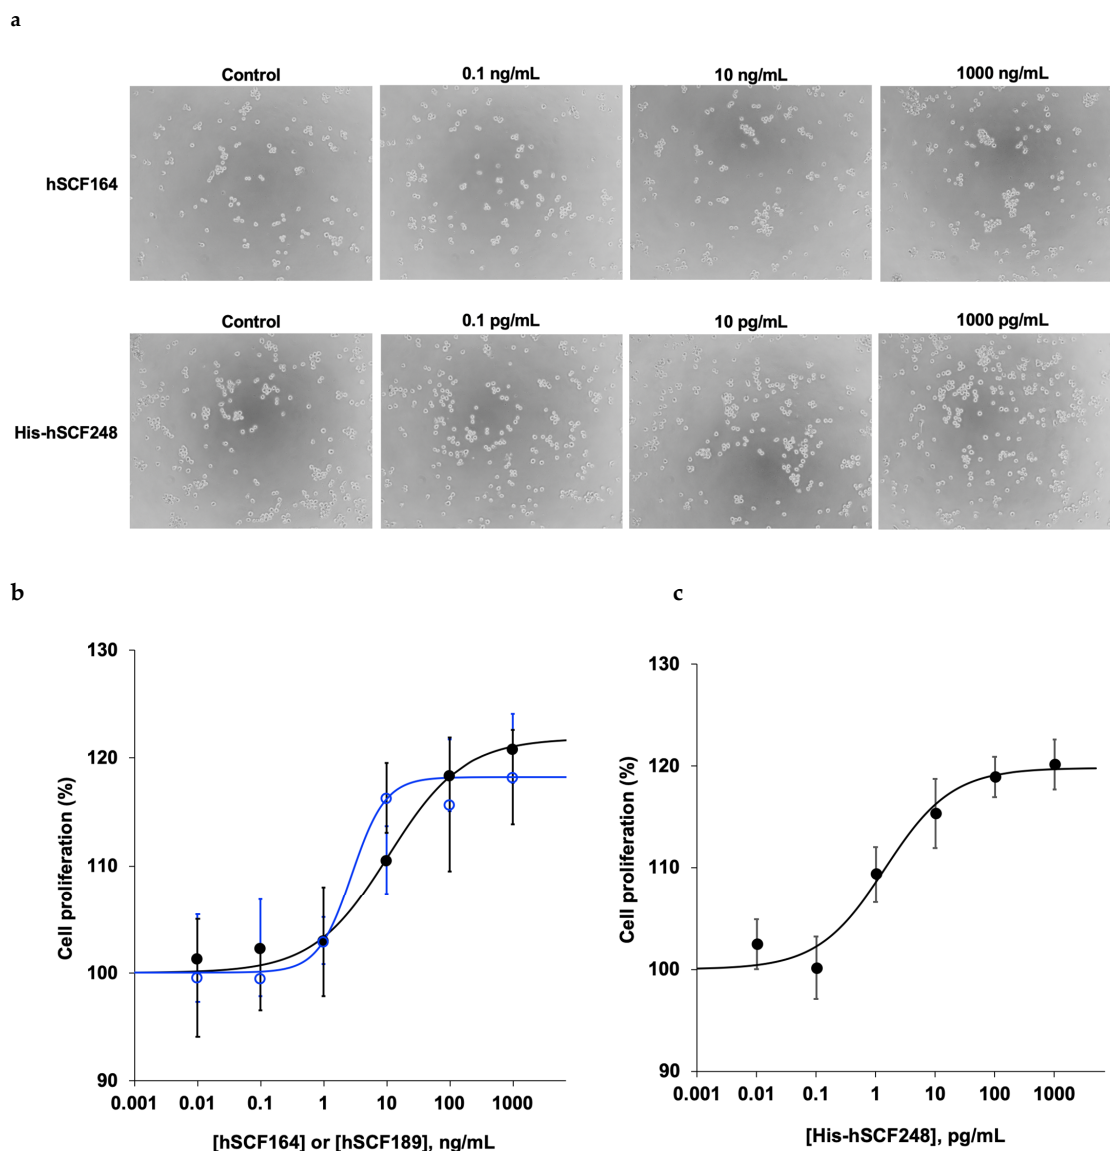 a
Control 0.1 ng/mL 10 ng/mL 1000 ng/mL
hSCF164
Control 0.1 pg/mL 10 pg/mL 1000 pg/mL
His-hSCF248
b
130
120
110
100
90
Cell proliferation (%)
0.001 0.01 0.1 1 10 100 1000
[hSCF164] or [hSCF189], ng/mL
c
130
120
110
100
90
Cell proliferation (%)
0.001 0.01 0.1 1 10 100 1000
[His-hSCF248], pg/mL